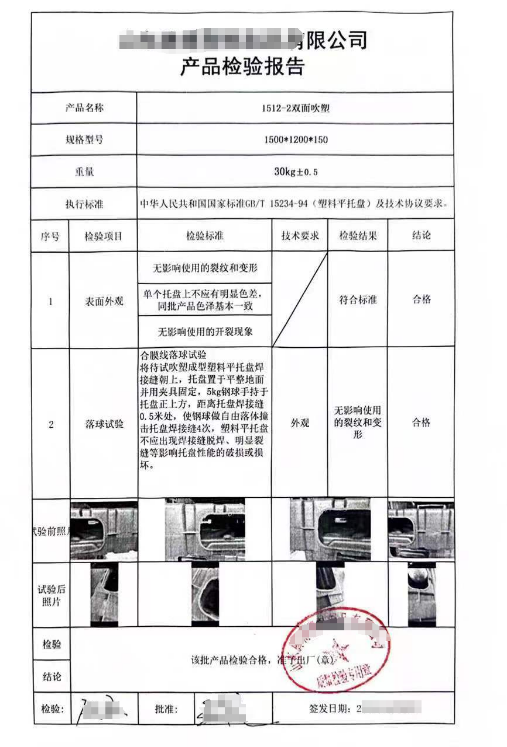 有限公司
产品检验报告
产品名称 1512-2双面吹塑
规格型号 1500*1200*150
重量 30kg±0.5
执行标准 中华人民共和国国家标准GB/T 15234-94（塑料平托盘）及技术协议要求。
序号 检验项目 检验标准 技术要求 检验结果 结论
无影响使用的裂纹和变形
1 表面外观 单个托盘上不应有明显色差，同批产品色泽基本一致 符合标准 合格
无影响使用的开裂现象
合膜线落球试验
将待试吹塑成型塑料平托盘焊
接缝朝上，托盘置于平整地面
并用夹具固定，5kg钢球手持于
托盘正上方，距离托盘焊接缝
2 落球试验 0.5米处，使钢球做自由落体撞 外观 无影响使用的裂纹和变形 合格
击托盘焊接缝4次，塑料平托盘
不应出现焊接缝脱焊、明显裂
缝等影响托盘性能的破损或损
坏。
试验前照片
试验后
照片
检验
结论
该批产品检验合格，准予出厂(章)
质量检验专用章
检验: 批准: 签发日期: 2